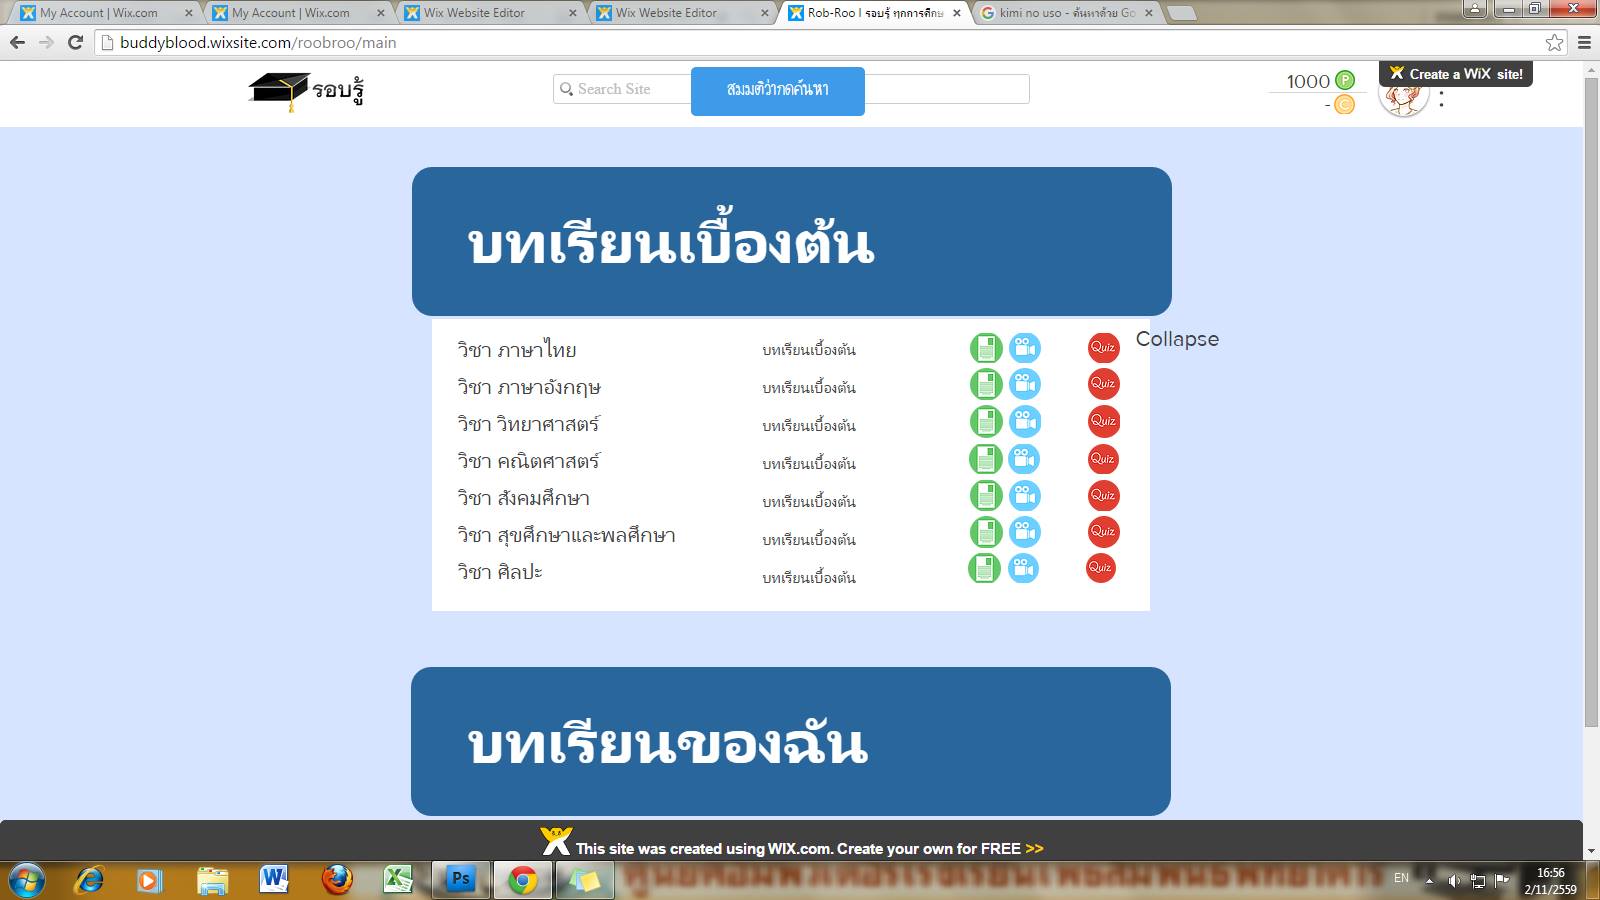 My Account | Wix.com
My Account | Wix.com
Wix Website Editor
Wix Website Editor
Rob-Roo l รอบรู้ ทุกการศึกษ
kimi no uso - ค้นหาด้วย Go
buddyblood.wixsite.com/roobroo/main
รอบรู้
Search Site
สมมติว่ากดค้นหา
1000 P
- C
Create a WiX site!
บทเรียนเบื้องต้น
Collapse
วิชา ภาษาไทย บทเรียนเบื้องต้น Quiz
วิชา ภาษาอังกฤษ บทเรียนเบื้องต้น Quiz
วิชา วิทยาศาสตร์ บทเรียนเบื้องต้น Quiz
วิชา คณิตศาสตร์ บทเรียนเบื้องต้น Quiz
วิชา สังคมศึกษา บทเรียนเบื้องต้น Quiz
วิชา สุขศึกษาและพลศึกษา บทเรียนเบื้องต้น Quiz
วิชา ศิลปะ บทเรียนเบื้องต้น Quiz
บทเรียนของฉัน
This site was created using WIX.com. Create your own for FREE >>
Ps
EN
16:56
2/11/2559